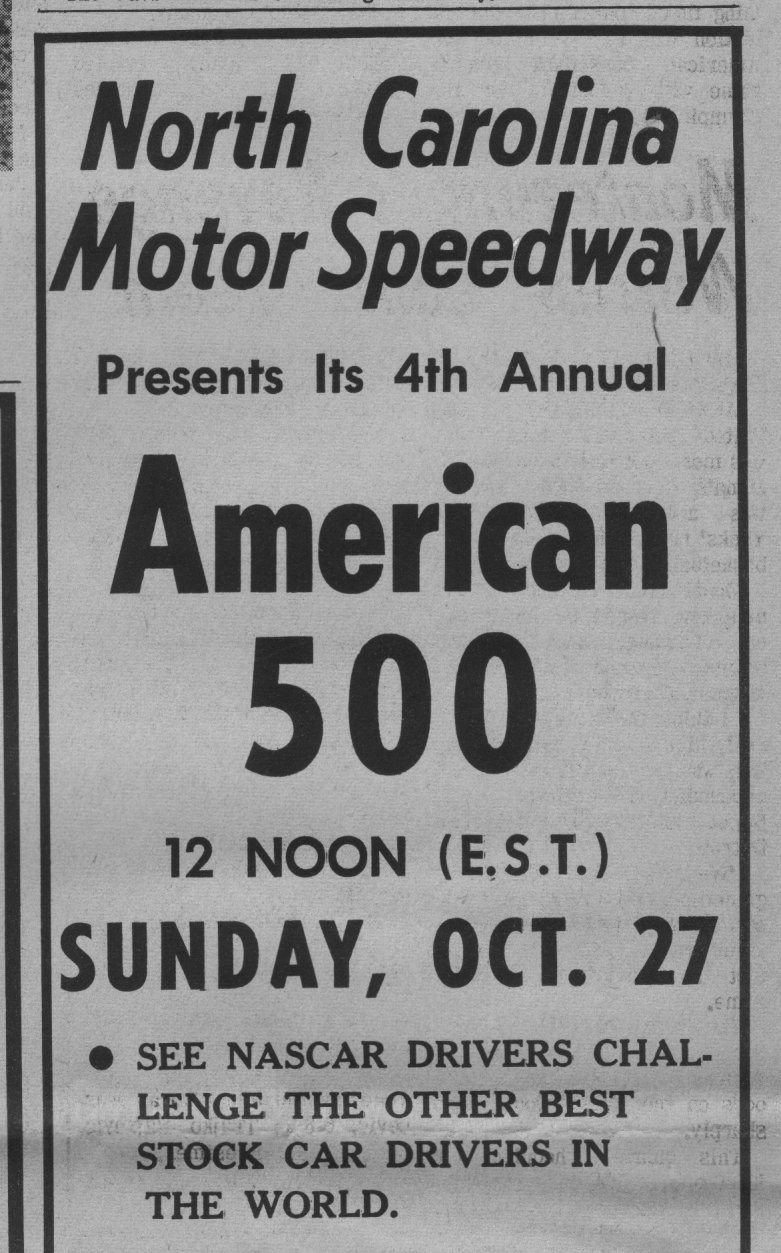 North Carolina
Motor Speedway
Presents Its 4th Annual
American
500
12 NOON (E.S.T.)
SUNDAY, OCT. 27
• SEE NASCAR DRIVERS CHAL-
LENGE THE OTHER BEST
STOCK CAR DRIVERS IN
THE WORLD.